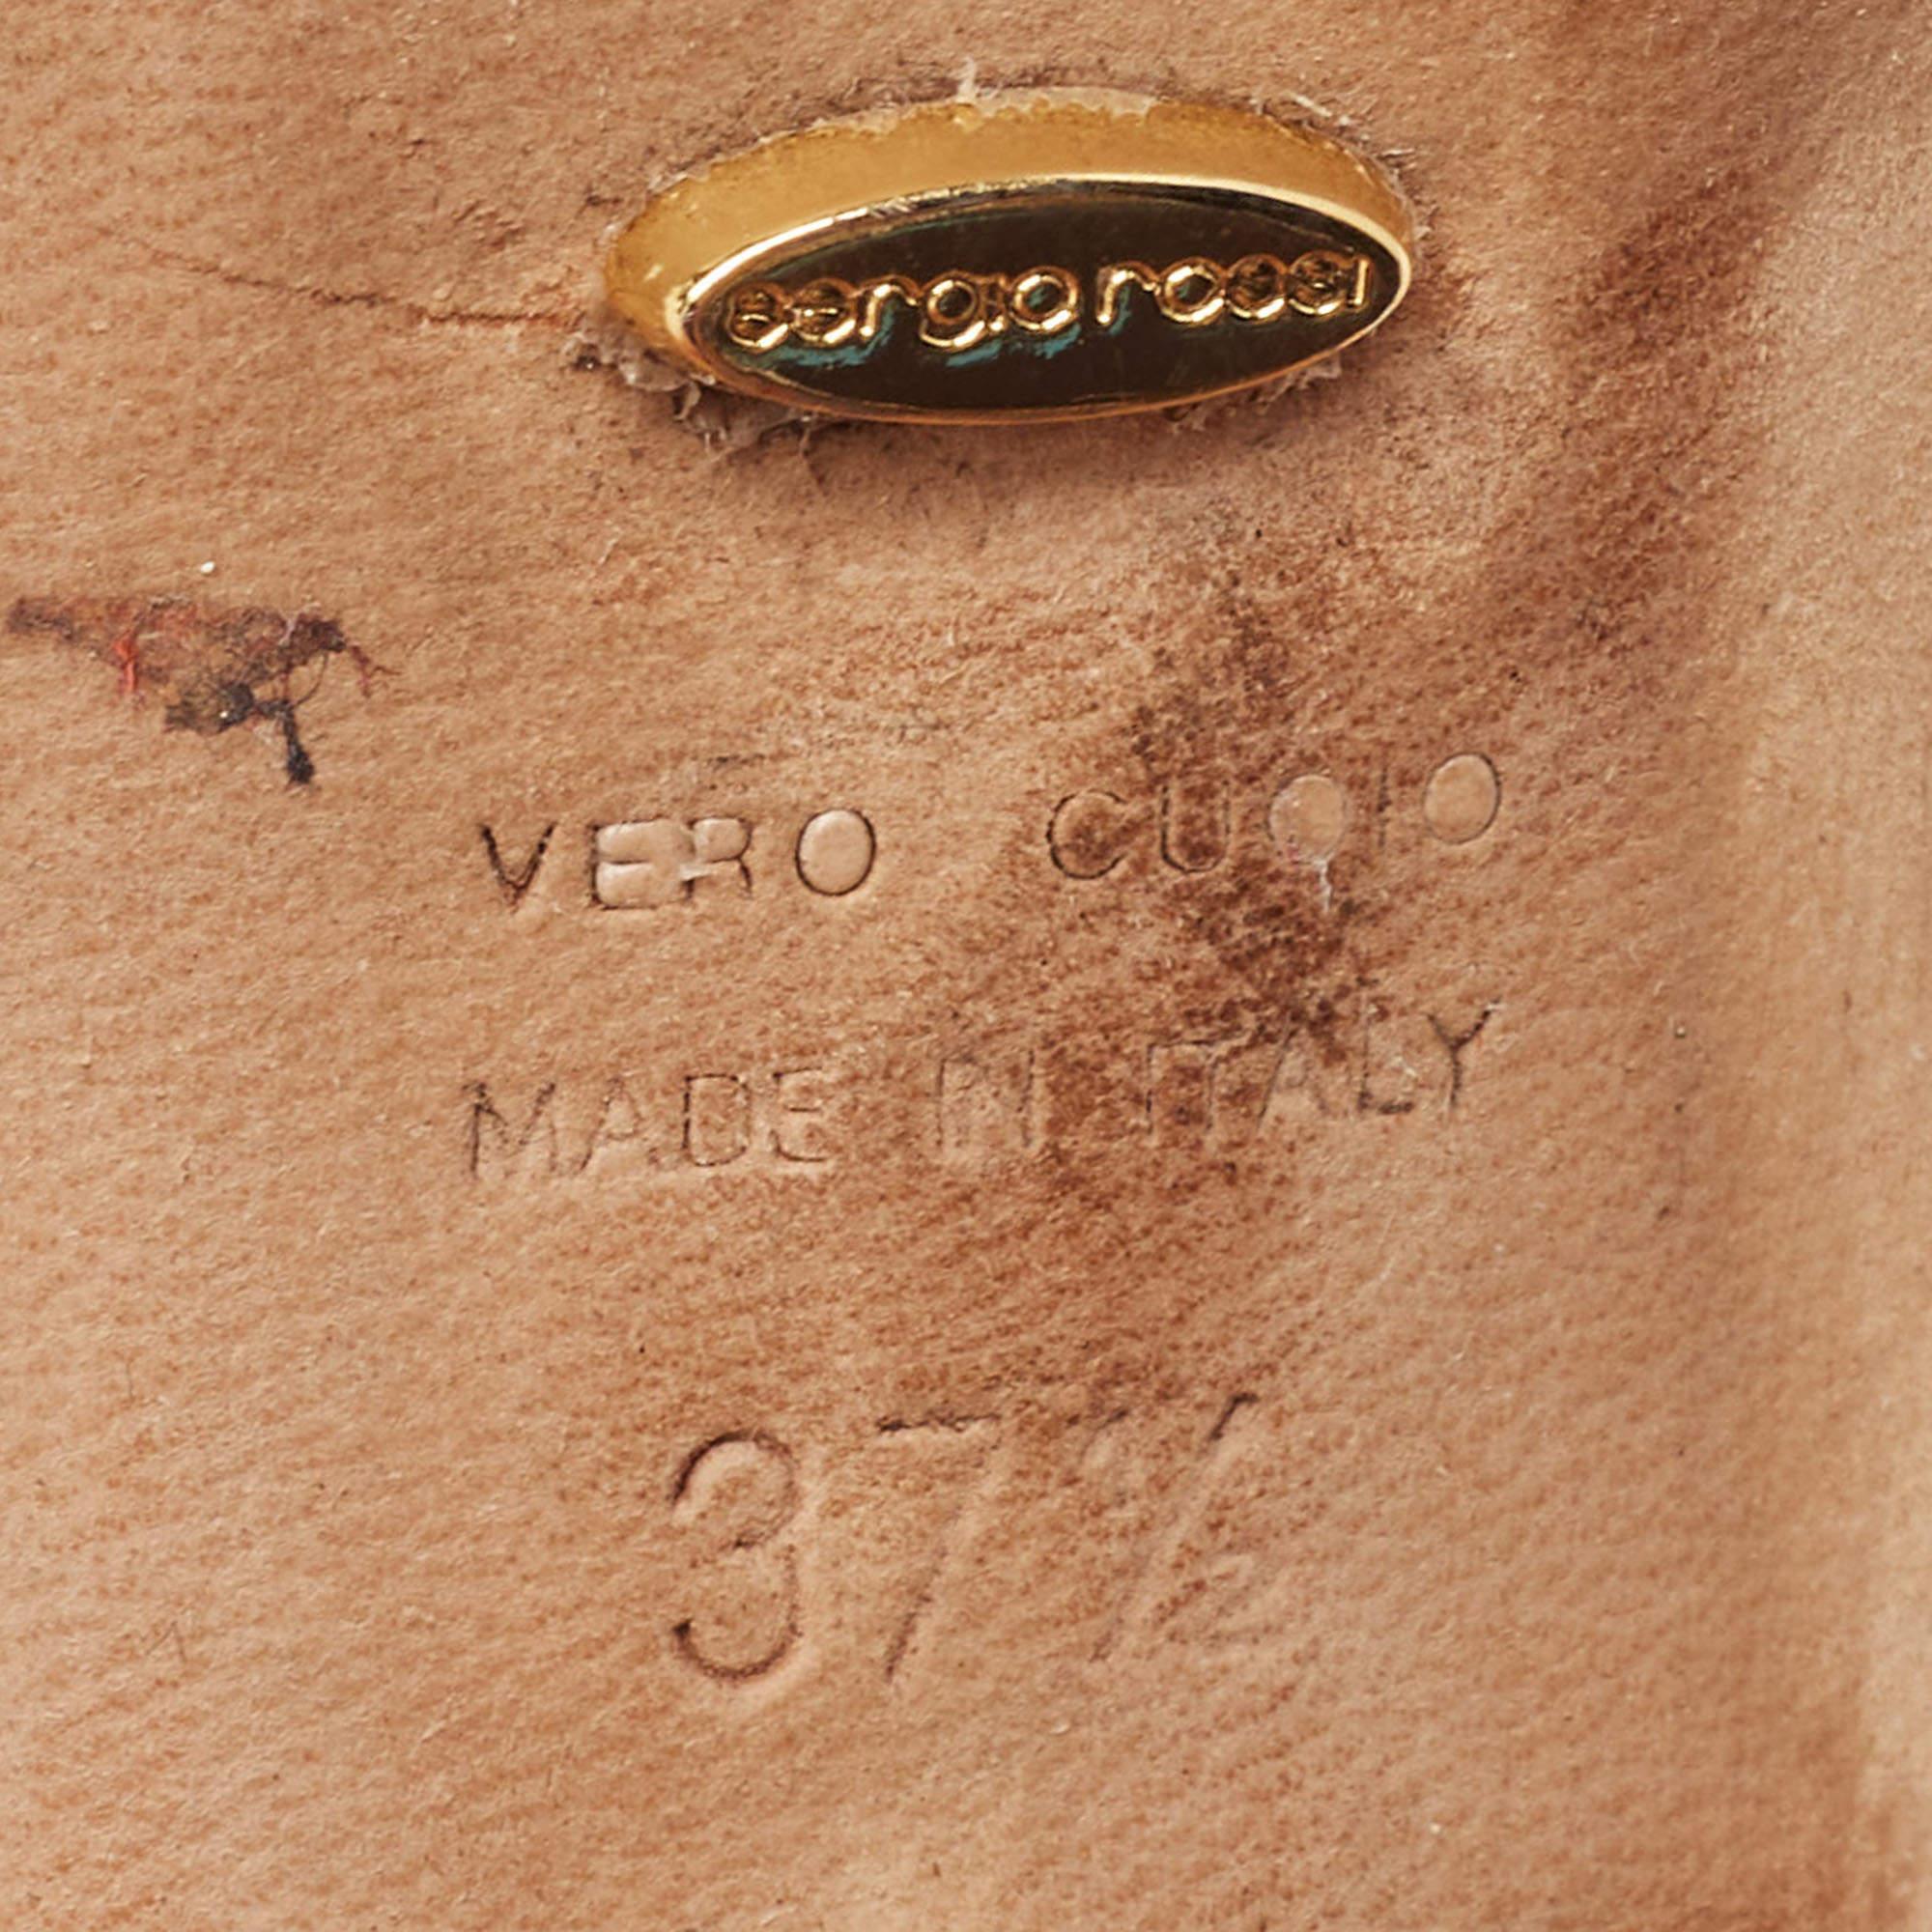 sergio rossi
VERO CUOIO
MADE IN ITALY
37½